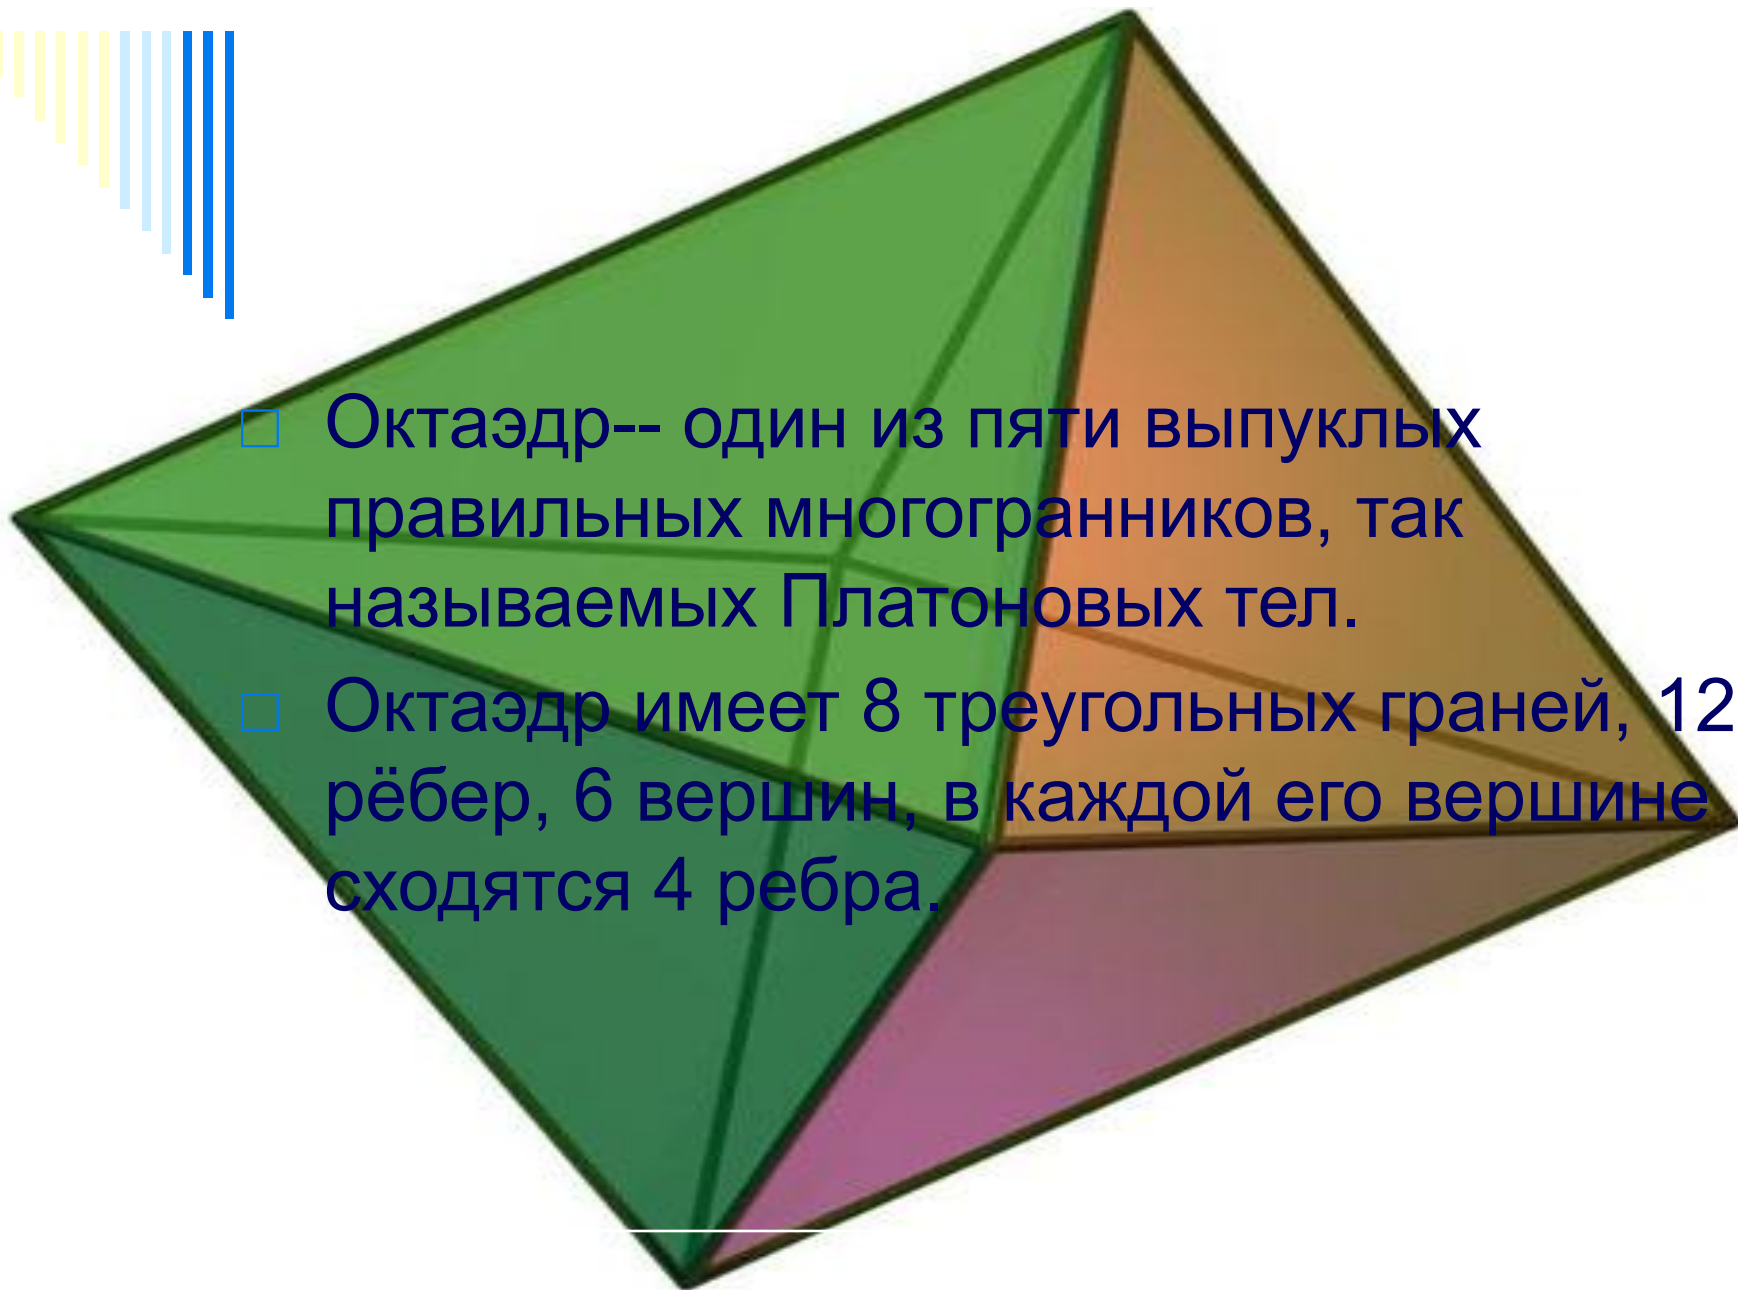 Октаэдр-- один из пяти выпуклых
правильных многогранников, так
называемых Платоновых тел.
Октаэдр имеет 8 треугольных граней, 12
рёбер, 6 вершин, в каждой его вершине
сходятся 4 ребра.